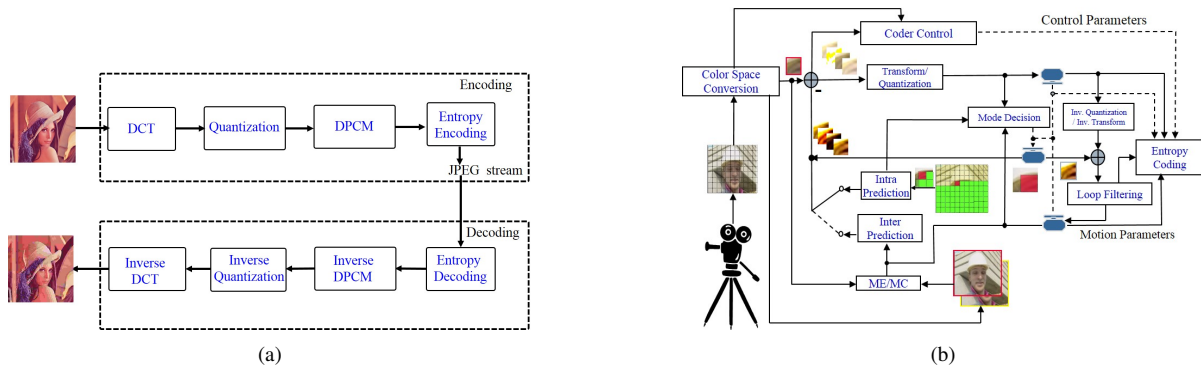 Encoding
DCT
Quantization
DPCM
Entropy
Encoding
JPEG stream
Decoding
Inverse
DCT
Inverse
Quantization
Inverse
DPCM
Entropy
Decoding
(a)
Control Parameters
Coder Control
Color Space
Conversion
-
Transform/
Quantization
Mode Decision
Inv. Quantization
/ Inv. Transform
Entropy
Coding
Intra
Prediction
Loop Filtering
Inter
Prediction
Motion Parameters
ME/MC
(b)